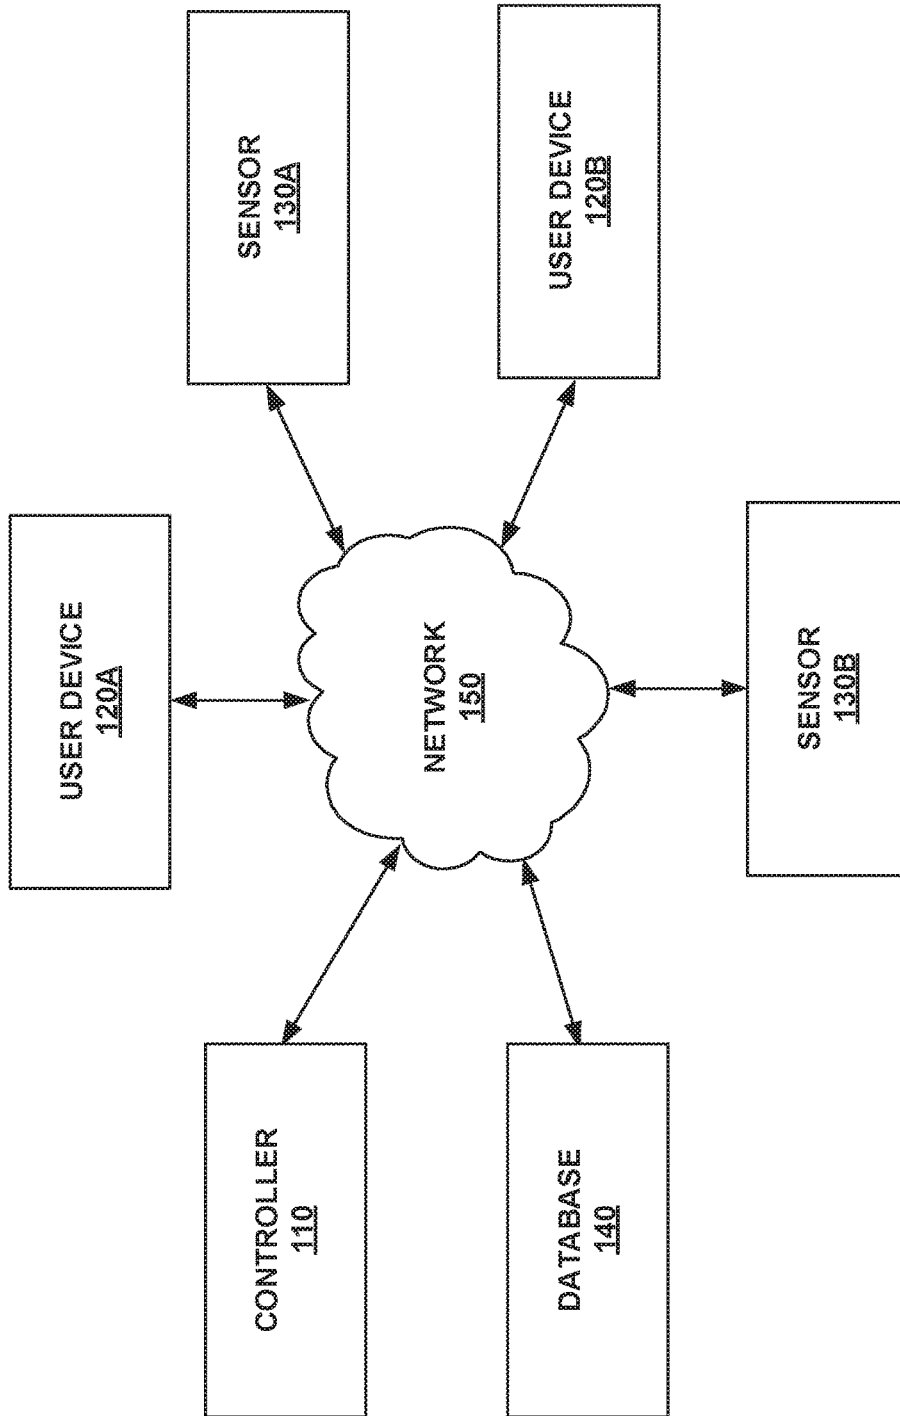 USER DEVICE
120A
CONTROLLER
110
SENSOR
130A
NETWORK
150
DATABASE
140
USER DEVICE
120B
SENSOR
130B